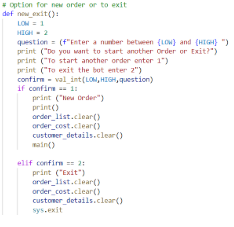 # Option for new order or to exit
def new_exit():
    LOW = 1
    HIGH = 2
    question = (f"Enter a number between {LOW} and {HIGH} ")
    print ("Do you want to start another Order or Exit?")
    print ("To start another order enter 1")
    print ("To exit the bot enter 2")
    confirm = val_int(LOW,HIGH,question)
    if confirm == 1:
        print ("New Order")
        print()
        order_list.clear()
        order_cost.clear()
        customer_details.clear()
        main()
    elif confirm == 2:
        print ("Exit")
        order_list.clear()
        order_cost.clear()
        customer_details.clear()
        sys.exit